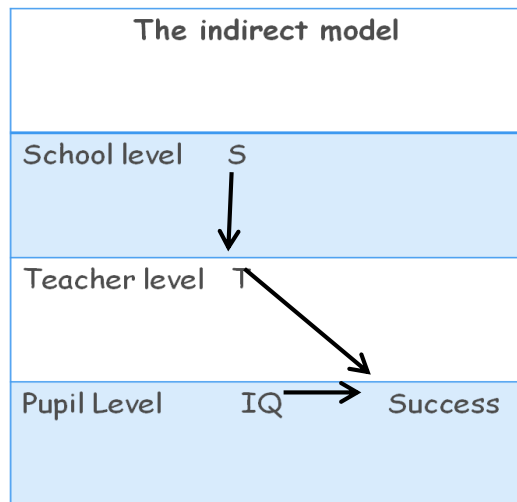 The indirect model
School level S
Teacher level T
Pupil Level IQ Success